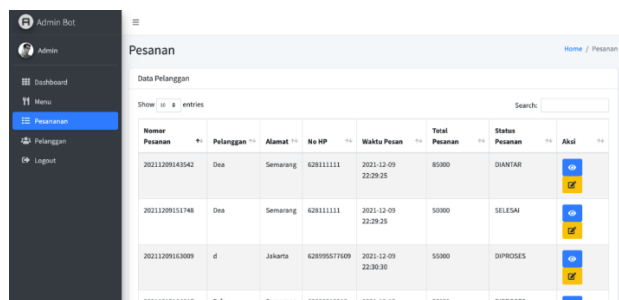 Admin Bot
Admin
Dashboard
Menu
Pesananan
Pelanggan
Logout
Pesanan
Home / Pesanan
Data Pelanggan
Show 10 entries
Search:
Nomor Pesanan Pelanggan Alamat No HP Waktu Pesan Total Pesanan Status Pesanan Aksi
20211209143542 Dea Semarang 628111111 2021-12-09 22:29:25 85000 DIANTAR
20211209151748 Dea Semarang 628111111 2021-12-09 22:29:25 50000 SELESAI
20211209163009 d Jakarta 628995577609 2021-12-09 22:30:30 55000 DIPROSES